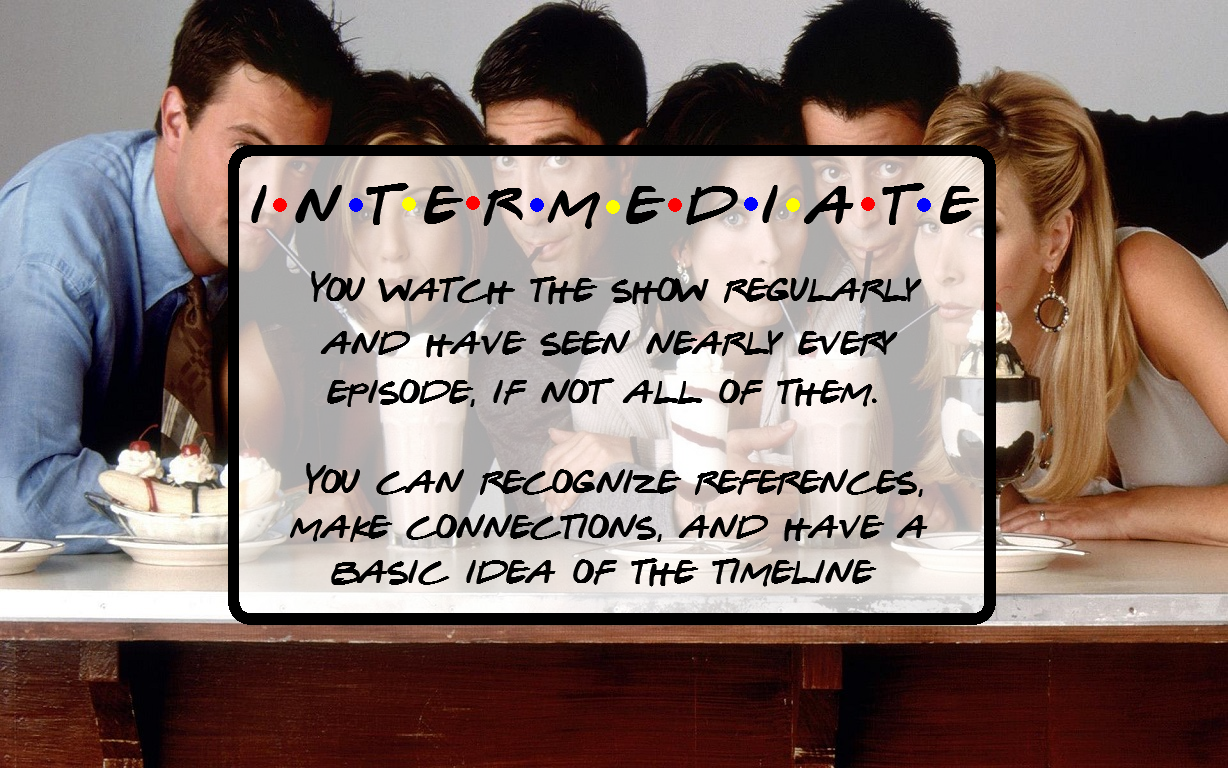 I•N•T•E•R•M•E•D•I•A•T•E
YOU WATCH THE SHOW REGULARLY
AND HAVE SEEN NEARLY EVERY
EPISODE, IF NOT ALL OF THEM.
YOU CAN RECOGNIZE REFERENCES,
MAKE CONNECTIONS, AND HAVE A
BASIC IDEA OF THE TIMELINE